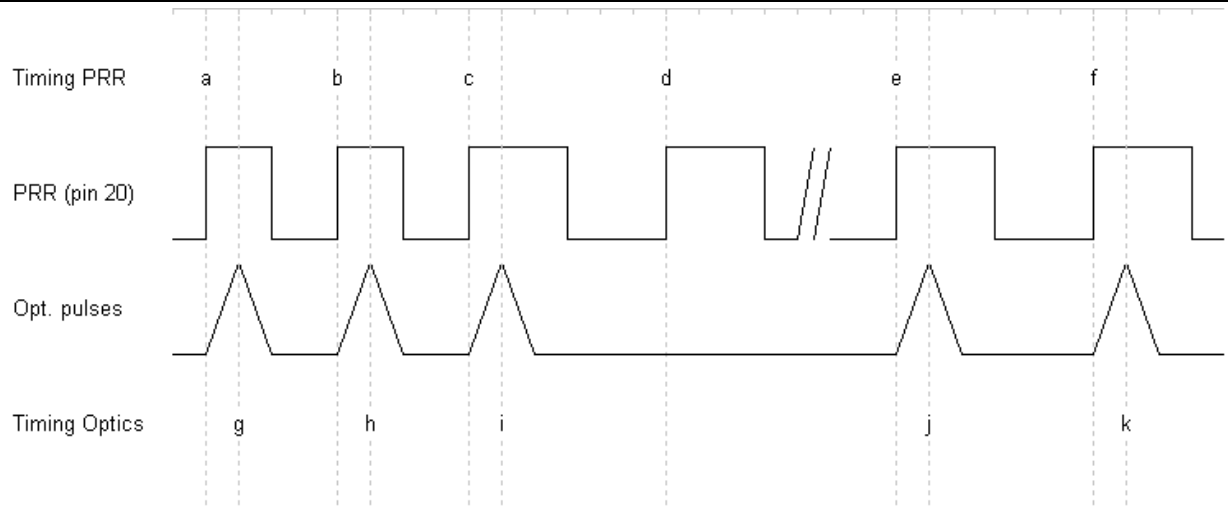 Timing PRR a b c d e f
PRR (pin 20)
Opt. pulses
Timing Optics g h i j k